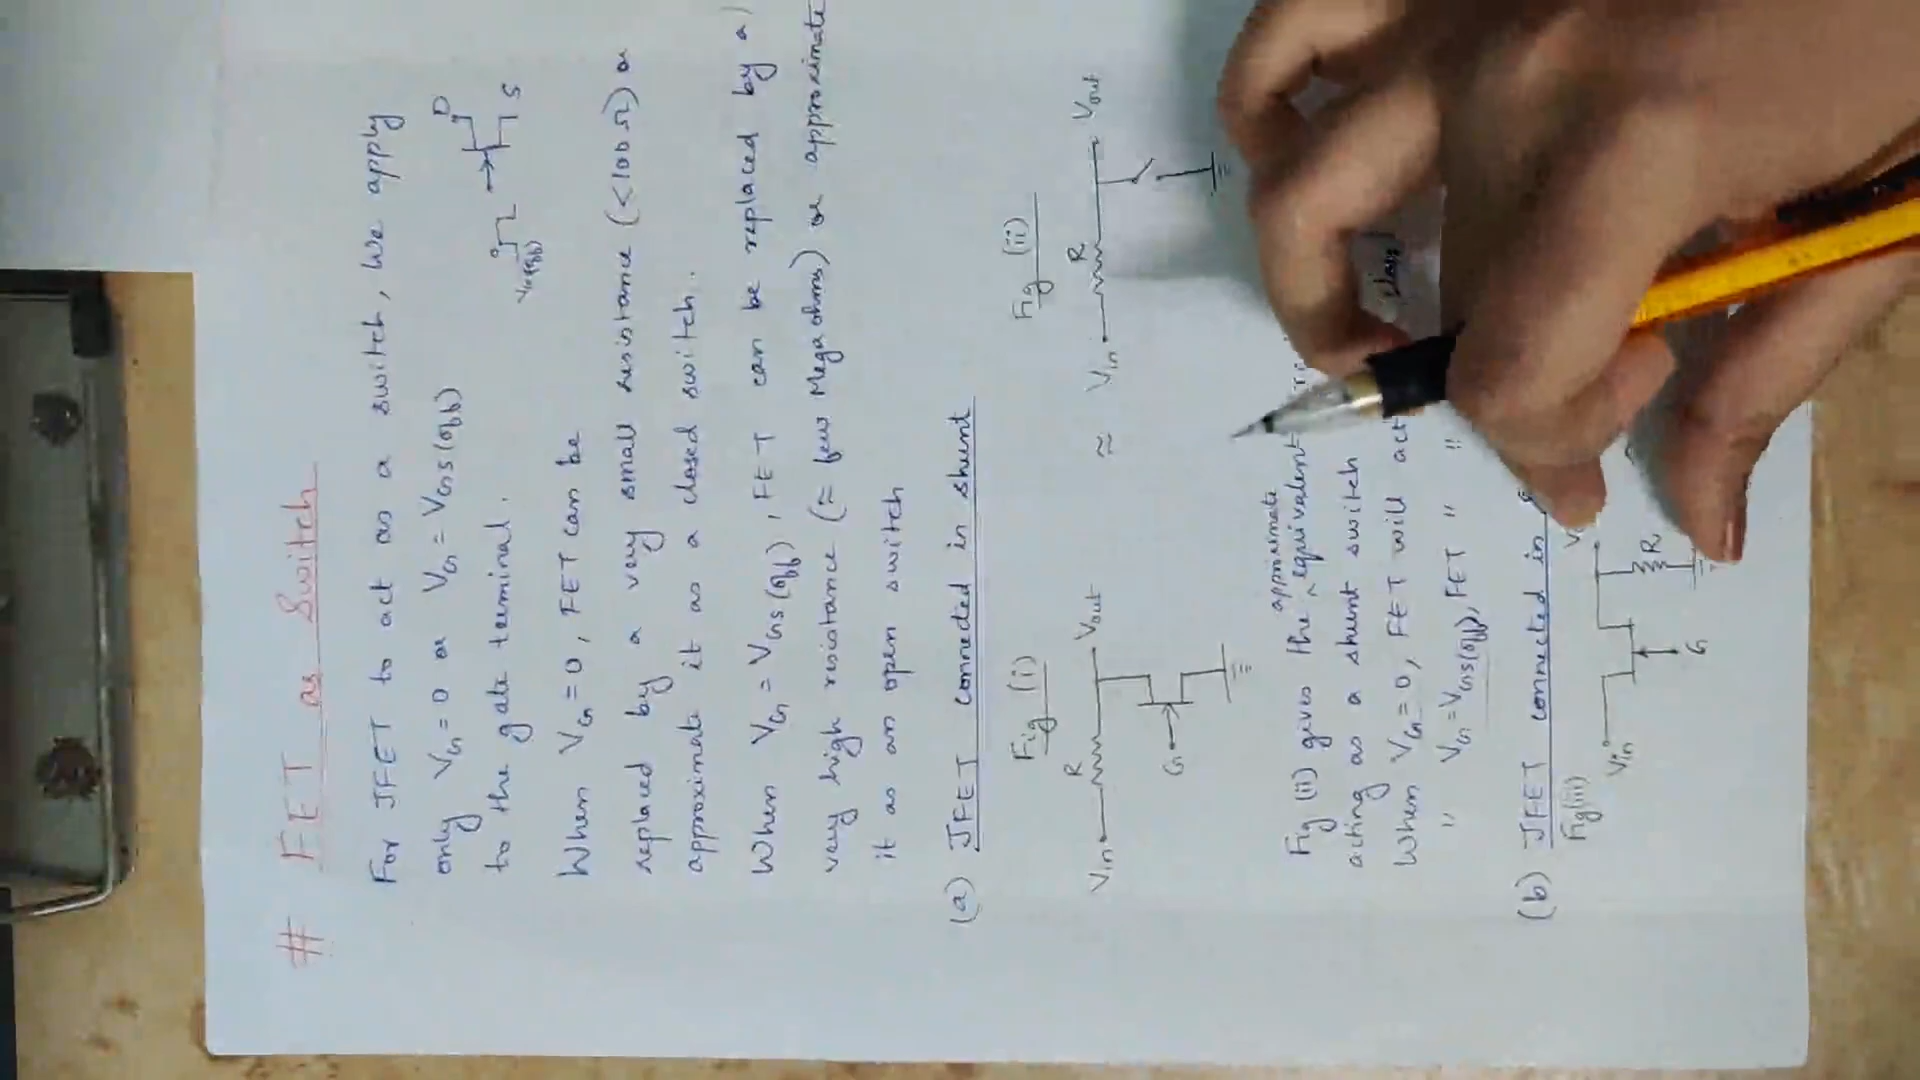 # FET as Switch
For JFET to act as a switch, We apply
only V_G = 0 or V_G = V_GS(off)
to the gate terminal.
D
S
When V_G = 0, FET can be
replaced by a very small resistance (<100 Ω) or
approximate it as a closed switch.
When V_G = V_GS(off), FET can be replaced by a
very high resistance (≈ few Mega ohms) or approximate
it as an open switch
(a) JFET connected in shunt
Fig (i)
Vin
R
Vout
G
≈
Fig (ii)
Vin
R
Vout
approximate
Fig (ii) gives the ^ equivalent
acting as a shunt switch
When V_G = 0, FET will act
" V_G = V_GS(off), FET " "
(b) JFET connected in
Fig (iii)
Vin
G
R